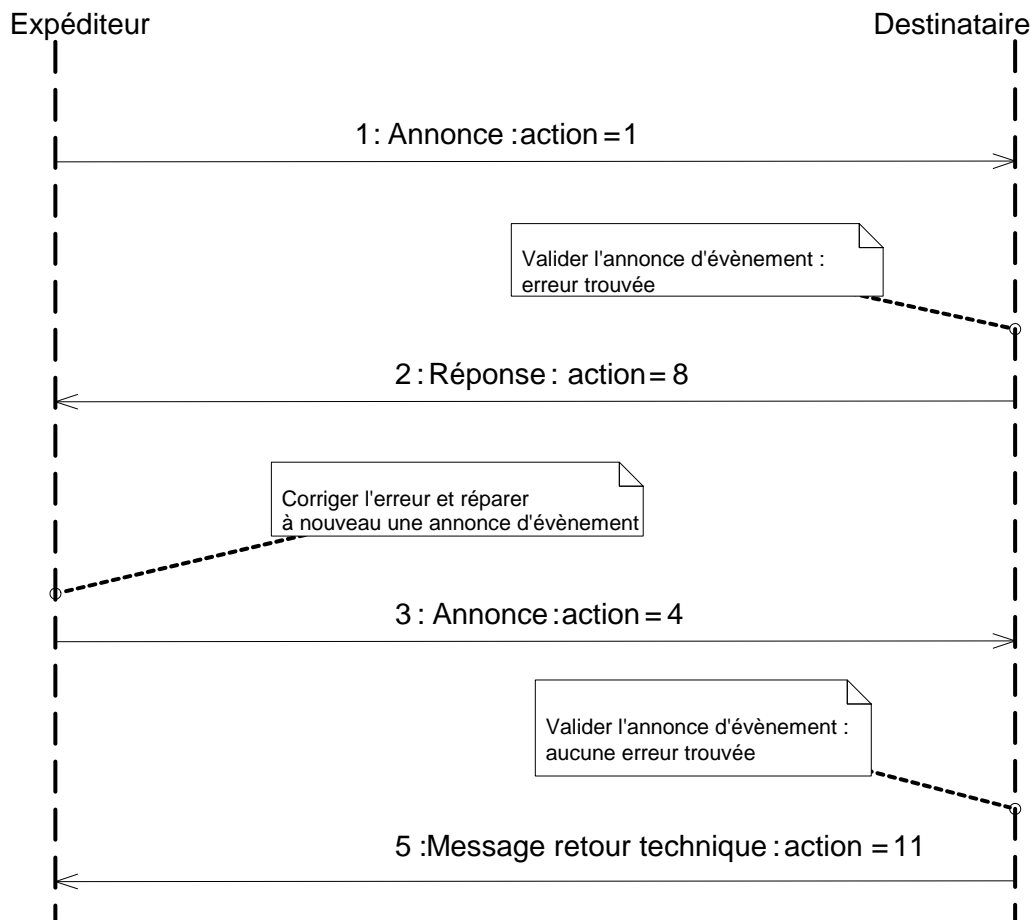 Expéditeur
Destinataire
1: Annonce :action =1
Valider l'annonce d'évènement :
erreur trouvée
2 :Réponse : action= 8
Corriger l'erreur et réparer
à nouveau une annonce d'évènement
3 : Annonce :action = 4
Valider l'annonce d'évènement :
aucune erreur trouvée
5 :Message retour technique :action =11